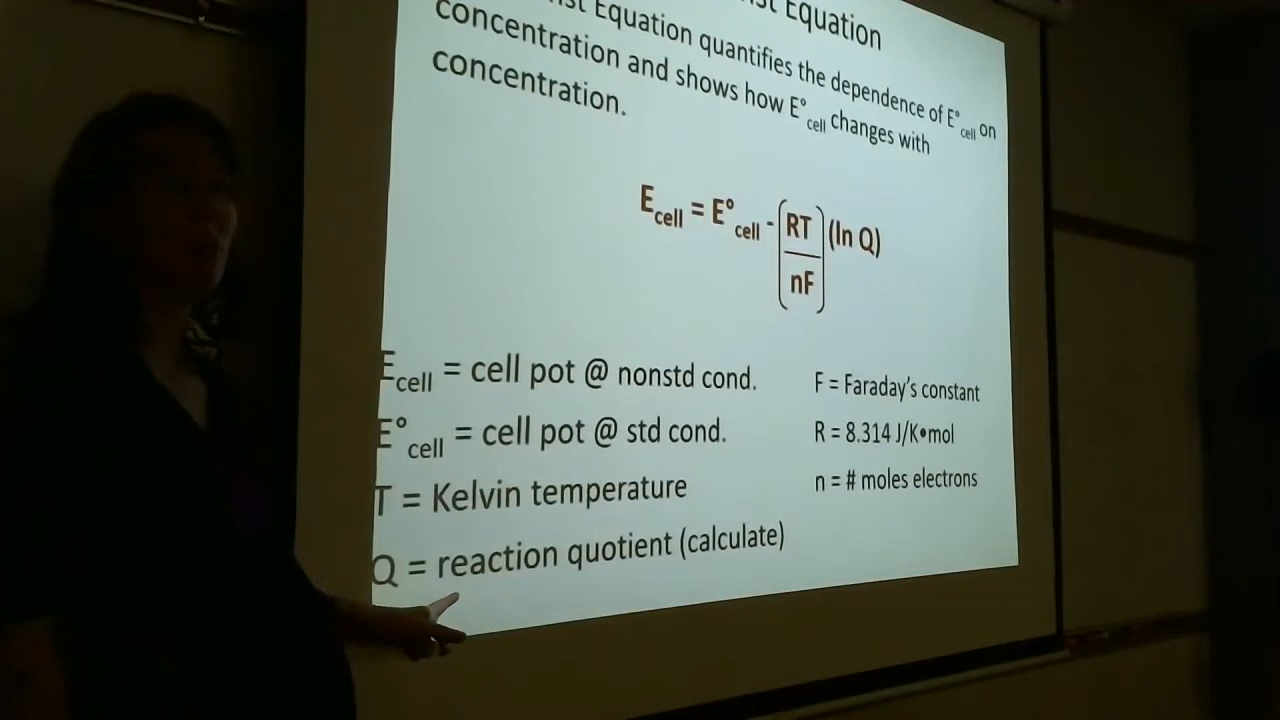 Equation
Equation quantifies the dependence of E°cell on
concentration and shows how E°cell changes with
concentration.
Ecell = E°cell - (RT/nF) (ln Q)
Ecell = cell pot @ nonstd cond.
E°cell = cell pot @ std cond.
T = Kelvin temperature
Q = reaction quotient (calculate)
F = Faraday's constant
R = 8.314 J/K•mol
n = # moles electrons